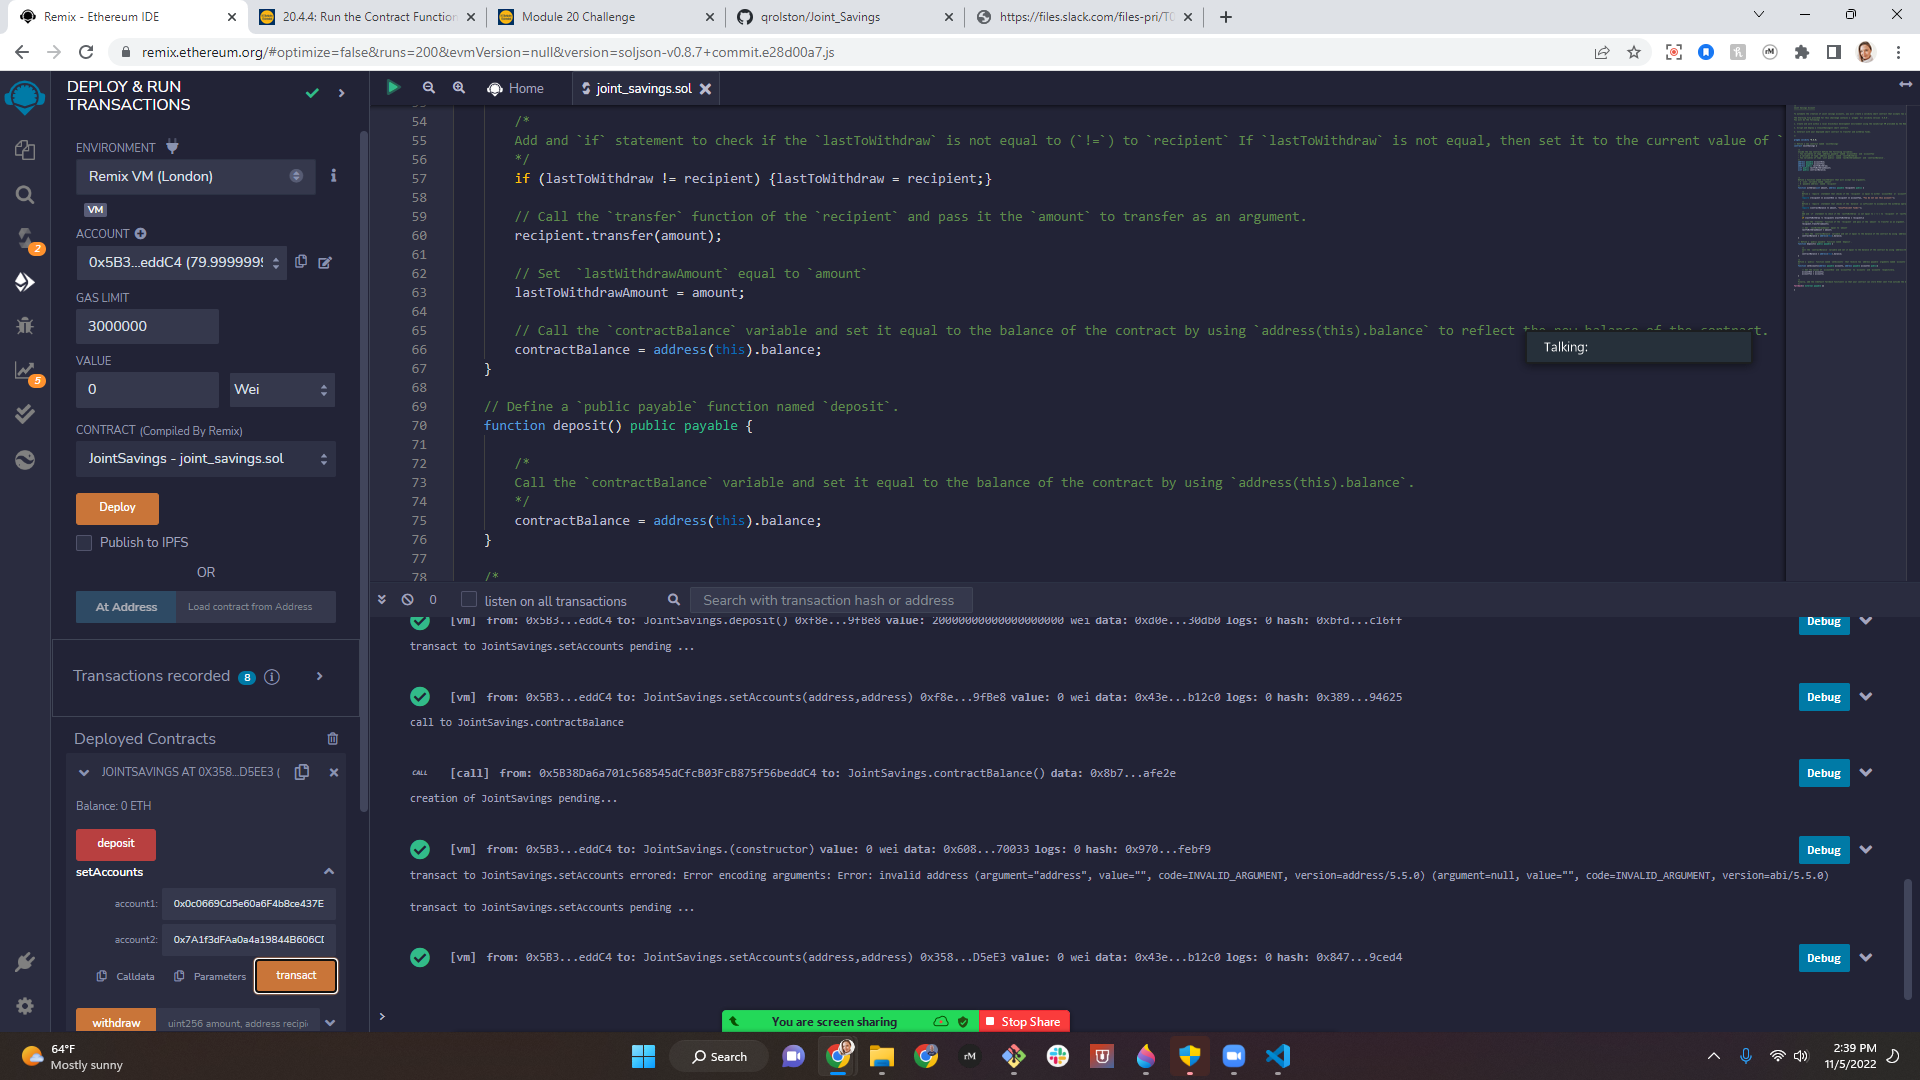 Remix - Ethereum IDE
20.4.4: Run the Contract Function
Module 20 Challenge
qrolston/Joint_Savings
https://files.slack.com/files-pri/T0
remix.ethereum.org/#optimize=false&runs=200&evmVersion=null&version=soljson-v0.8.7+commit.e28d00a7.js
DEPLOY & RUN
TRANSACTIONS
Home
joint_savings.sol
ENVIRONMENT
Remix VM (London)
VM
ACCOUNT
0x5B3...eddC4 (79.9999999
GAS LIMIT
3000000
VALUE
0
Wei
CONTRACT (Compiled By Remix)
JointSavings - joint_savings.sol
Deploy
Publish to IPFS
OR
At Address
Load contract from Address
Transactions recorded 8
Deployed Contracts
JOINTSAVINGS AT 0X358...D5EE3 (
Balance: 0 ETH
deposit
setAccounts
account1: 0x0c0669Cd5e60a6F4b8ce437E
account2: 0x7A1f3dFAa0a4a19844B606CD
Calldata
Parameters
transact
withdraw
uint256 amount, address recipi
2
5
54 /*
55 Add and `if` statement to check if the `lastToWithdraw` is not equal to (`!=`) to `recipient` If `lastToWithdraw` is not equal, then set it to the current value of `
56 */
57 if (lastToWithdraw != recipient) {lastToWithdraw = recipient;}
58
59 // Call the `transfer` function of the `recipient` and pass it the `amount` to transfer as an argument.
60 recipient.transfer(amount);
61
62 // Set  `lastWithdrawAmount` equal to `amount`
63 lastToWithdrawAmount = amount;
64
65 // Call the `contractBalance` variable and set it equal to the balance of the contract by using `address(this).balance` to reflect the new balance of the contract.
66 contractBalance = address(this).balance;
67 }
68
69 // Define a `public payable` function named `deposit`.
70 function deposit() public payable {
71
72 /*
73 Call the `contractBalance` variable and set it equal to the balance of the contract by using `address(this).balance`.
74 */
75 contractBalance = address(this).balance;
76 }
77
78 /*
Talking:
0
listen on all transactions
Search with transaction hash or address
[vm] from: 0x5B3...eddC4 to: JointSavings.deposit() 0xf8e...9fBe8 value: 20000000000000000000 wei data: 0xd0e...30db0 logs: 0 hash: 0xbfd...c16ff
Debug
transact to JointSavings.setAccounts pending ...
[vm] from: 0x5B3...eddC4 to: JointSavings.setAccounts(address,address) 0xf8e...9fBe8 value: 0 wei data: 0x43e...b12c0 logs: 0 hash: 0x389...94625
Debug
call to JointSavings.contractBalance
CALL [call] from: 0x5B38Da6a701c568545dCfcB03FcB875f56beddC4 to: JointSavings.contractBalance() data: 0x8b7...afe2e
Debug
creation of JointSavings pending...
[vm] from: 0x5B3...eddC4 to: JointSavings.(constructor) value: 0 wei data: 0x608...70033 logs: 0 hash: 0x970...febf9
Debug
transact to JointSavings.setAccounts errored: Error encoding arguments: Error: invalid address (argument="address", value="", code=INVALID_ARGUMENT, version=address/5.5.0) (argument=null, value="", code=INVALID_ARGUMENT, version=abi/5.5.0)
transact to JointSavings.setAccounts pending ...
[vm] from: 0x5B3...eddC4 to: JointSavings.setAccounts(address,address) 0x358...D5eE3 value: 0 wei data: 0x43e...b12c0 logs: 0 hash: 0x847...9ced4
Debug
>
You are screen sharing
Stop Share
64°F
Mostly sunny
Search
rM
2:39 PM
11/5/2022